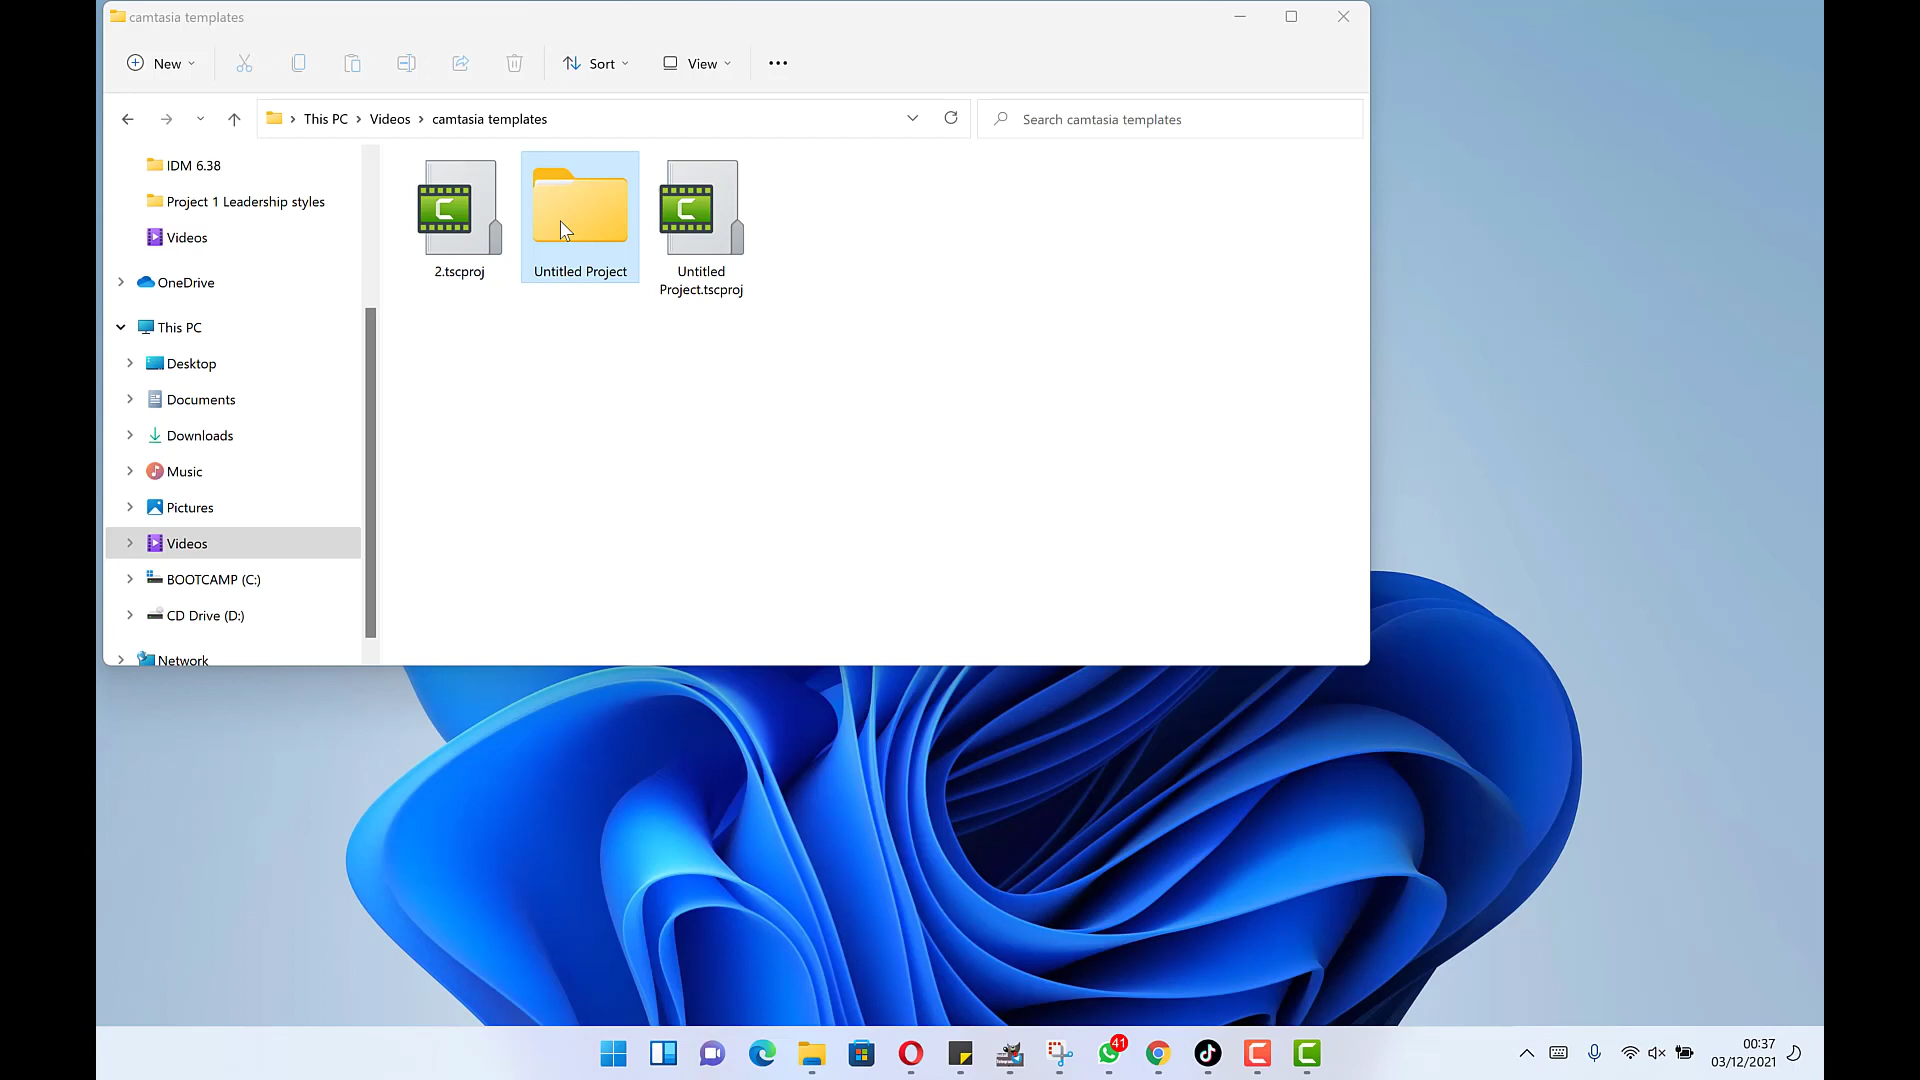 camtasia templates
New
Sort
View
This PC
Videos
camtasia templates
Search camtasia templates
IDM 6.38
Project 1 Leadership styles
Videos
OneDrive
This PC
Desktop
Documents
Downloads
Music
Pictures
Videos
BOOTCAMP (C:)
CD Drive (D:)
Network
2.tscproj
Untitled Project
Untitled
Project.tscproj
41
00:37
03/12/2021